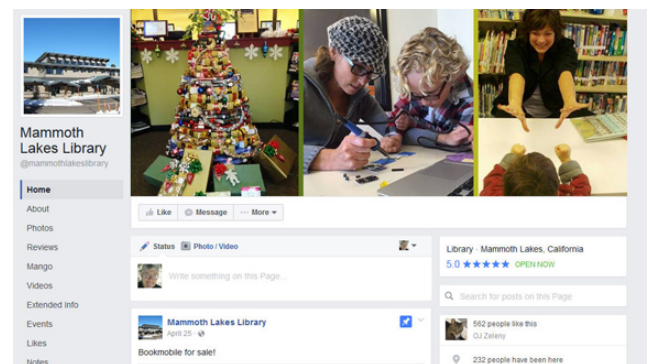 Mammoth
Lakes Library
@mammothlakeslibrary
Home
About
Photos
Reviews
Mango
Videos
Extended info
Events
Likes
Notes
Like
Message
··· More
Status
Photo / Video
Write something on this Page...
Mammoth Lakes Library
April 25 ·
Bookmobile for sale!
Library · Mammoth Lakes, California
5.0 ★★★★★ OPEN NOW
Search for posts on this Page
562 people like this
OJ Zeleny
232 people have been here